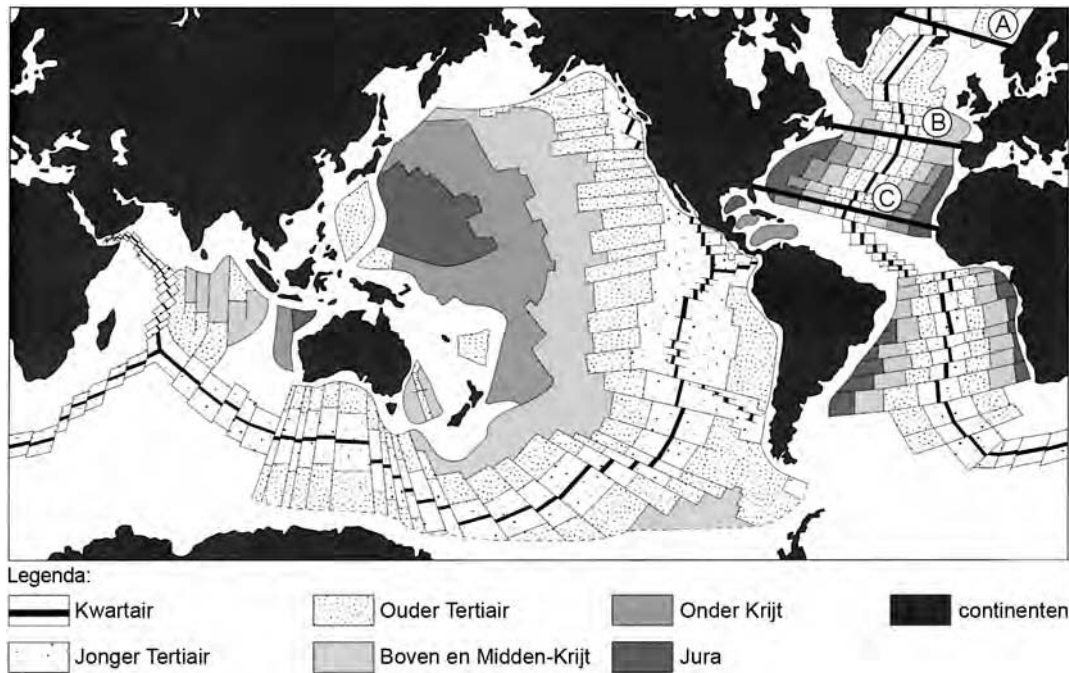 A
B
C
Legenda:
Kwartair Ouder Tertiair Onder Krijt continenten
Jonger Tertiair Boven en Midden-Krijt Jura